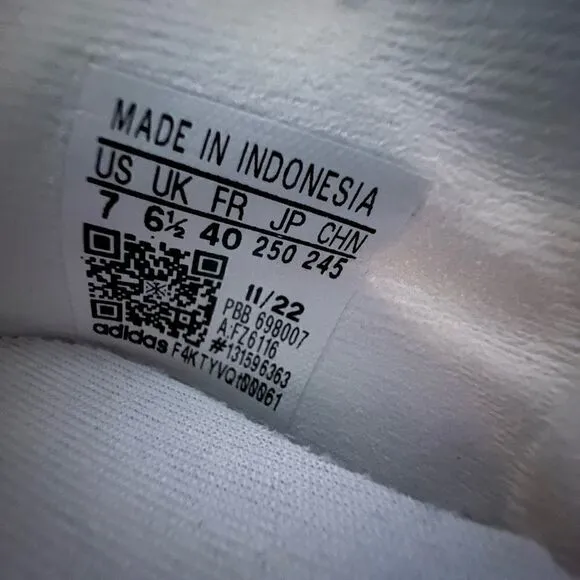 MADE IN INDONESIA
US UK FR JP CHN
7 6½ 40 250 245
11/22
PBB 698007
A:FZ6116
#131596363
adidas F4KTYVQ